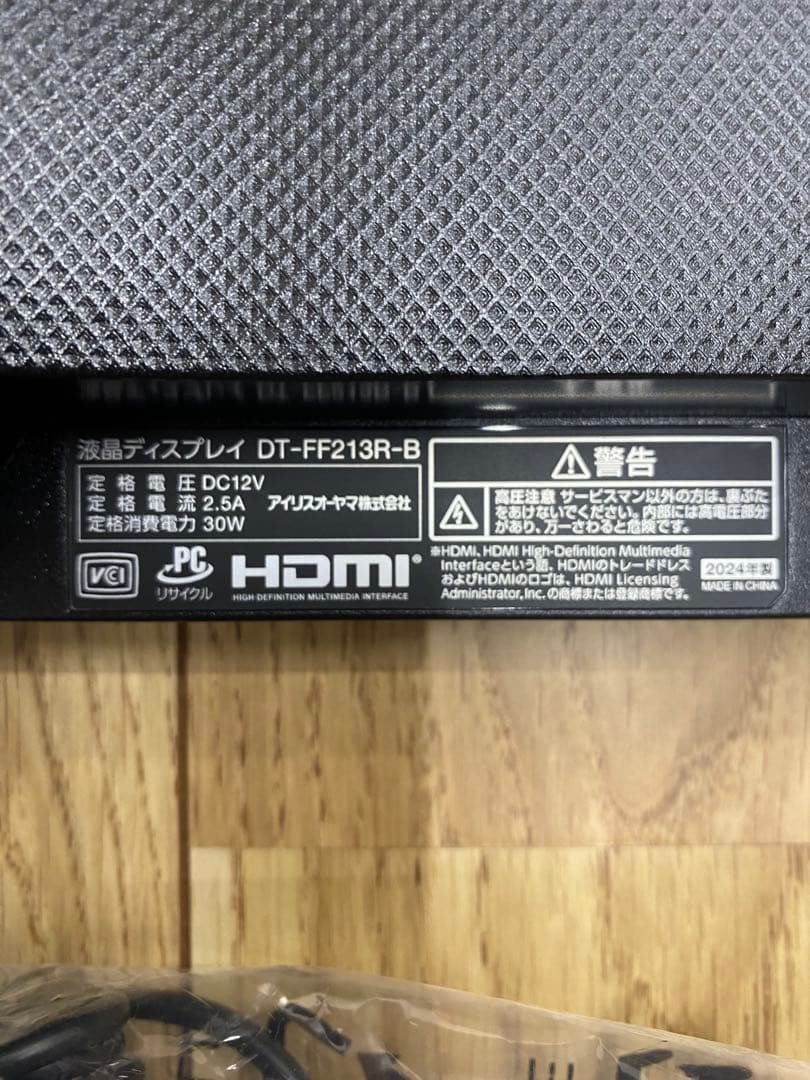 液晶ディスプレイ DT-FF213R-B
定格電圧 DC12V
定格電流 2.5A アイリスオーヤマ株式会社
定格消費電力 30W
警告
高圧注意 サービスマン以外の方は、裏ぶた
をあけないでください。内部には高電圧部分
があり、万一さわると危険です。
VCCI
PC
リサイクル
HDMI®
HIGH-DEFINITION MULTIMEDIA INTERFACE
※HDMI、HDMI High-Definition Multimedia
Interfaceという語、HDMIのトレードドレス
およびHDMIのロゴは、HDMI Licensing
Administrator, Inc. の商標または登録商標です。
2024年製
MADE IN CHINA